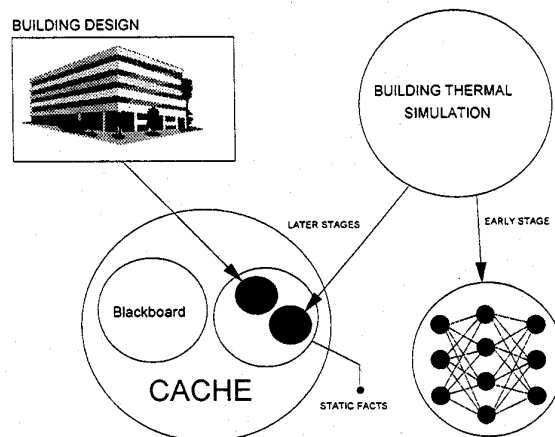 BUILDING DESIGN
BUILDING THERMAL
SIMULATION
LATER STAGES
EARLY STAGE
Blackboard
CACHE
STATIC FACTS